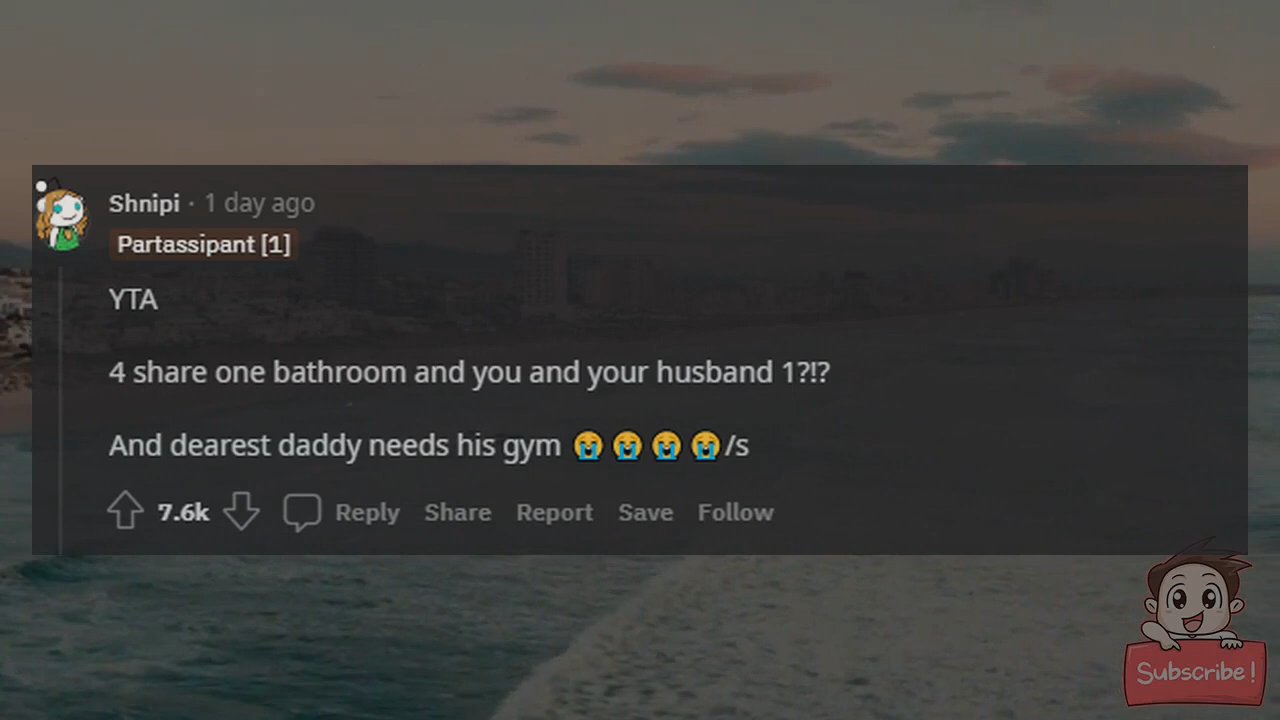 Shnipi · 1 day ago
Partassipant [1]
YTA
4 share one bathroom and you and your husband 1?!?
And dearest daddy needs his gym 😭 😭 😭 😭/s
7.6k Reply Share Report Save Follow
Subscribe!